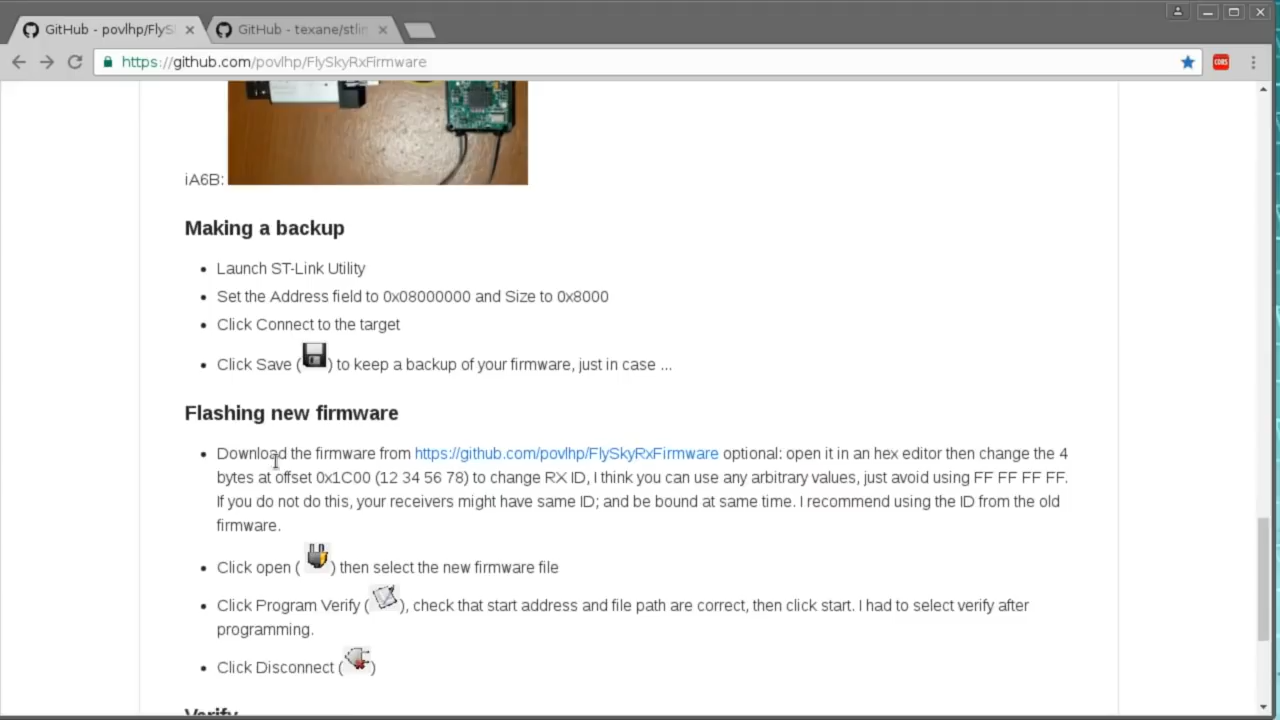 GitHub - povlhp/FlyS
GitHub - texane/stlin
https://github.com/povlhp/FlySkyRxFirmware
CORS
iA6B:
Making a backup
Launch ST-Link Utility
Set the Address field to 0x08000000 and Size to 0x8000
Click Connect to the target
Click Save ( ) to keep a backup of your firmware, just in case ...
Flashing new firmware
Download the firmware from https://github.com/povlhp/FlySkyRxFirmware optional: open it in an hex editor then change the 4
bytes at offset 0x1C00 (12 34 56 78) to change RX ID, I think you can use any arbitrary values, just avoid using FF FF FF FF.
If you do not do this, your receivers might have same ID; and be bound at same time. I recommend using the ID from the old
firmware.
Click open ( ) then select the new firmware file
Click Program Verify ( ), check that start address and file path are correct, then click start. I had to select verify after
programming.
Click Disconnect ( )
Verify